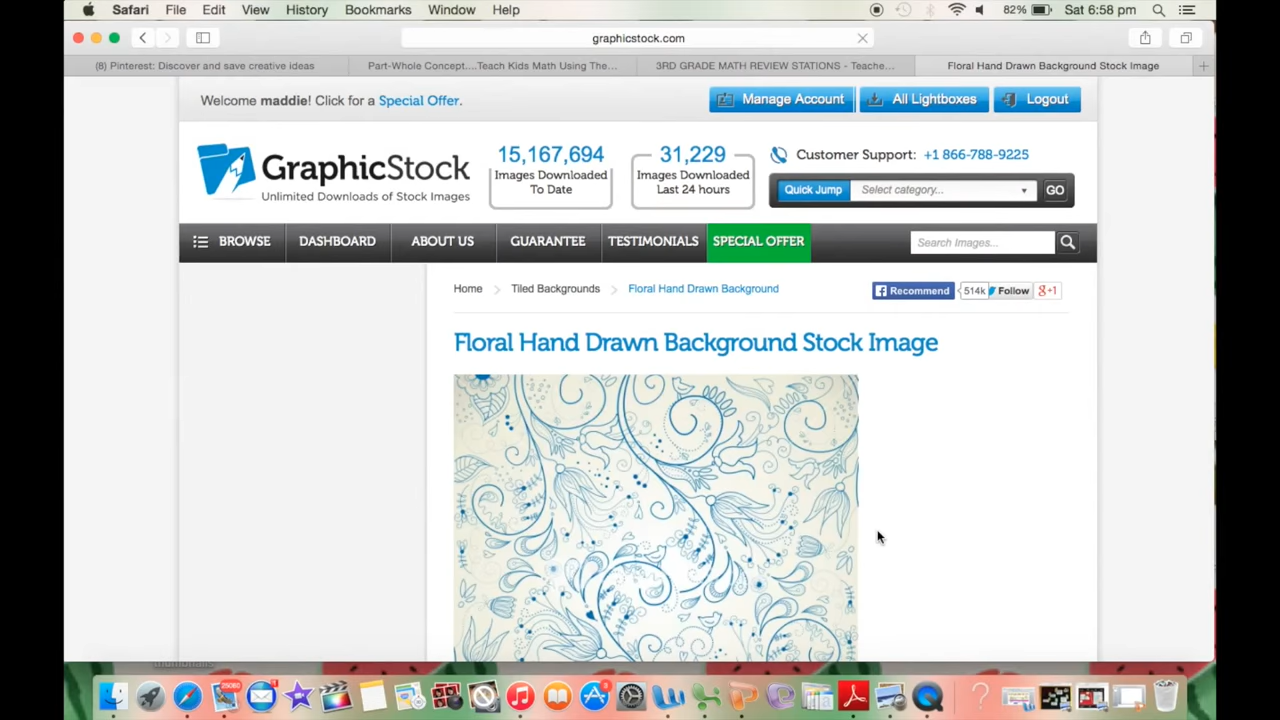 Safari File Edit View History Bookmarks Window Help 82% Sat 6:58 pm
graphicstock.com
(8) Pinterest: Discover and save creative ideas Part-Whole Concept....Teach Kids Math Using The... 3RD GRADE MATH REVIEW STATIONS - Teache... Floral Hand Drawn Background Stock Image
Welcome maddie! Click for a Special Offer. Manage Account All Lightboxes Logout
GraphicStock
Unlimited Downloads of Stock Images
15,167,694
Images Downloaded
To Date
31,229
Images Downloaded
Last 24 hours
Customer Support: +1 866-788-9225
Quick Jump Select category... GO
BROWSE DASHBOARD ABOUT US GUARANTEE TESTIMONIALS SPECIAL OFFER Search Images...
Home Tiled Backgrounds Floral Hand Drawn Background Recommend 514k Follow +1
Floral Hand Drawn Background Stock Image
thumbnails